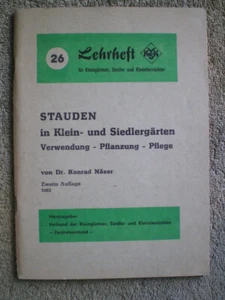 26
Lehrheft
für Kleingärtner, Siedler und Kleintierzüchter
STAUDEN
in Klein- und Siedlergärten
Verwendung - Pflanzung - Pflege
von Dr. Konrad Näser
Zweite Auflage
Herausgeber
Verband der Kleingärtner, Siedler und Kleintierzüchter
- Zentralvorstand -